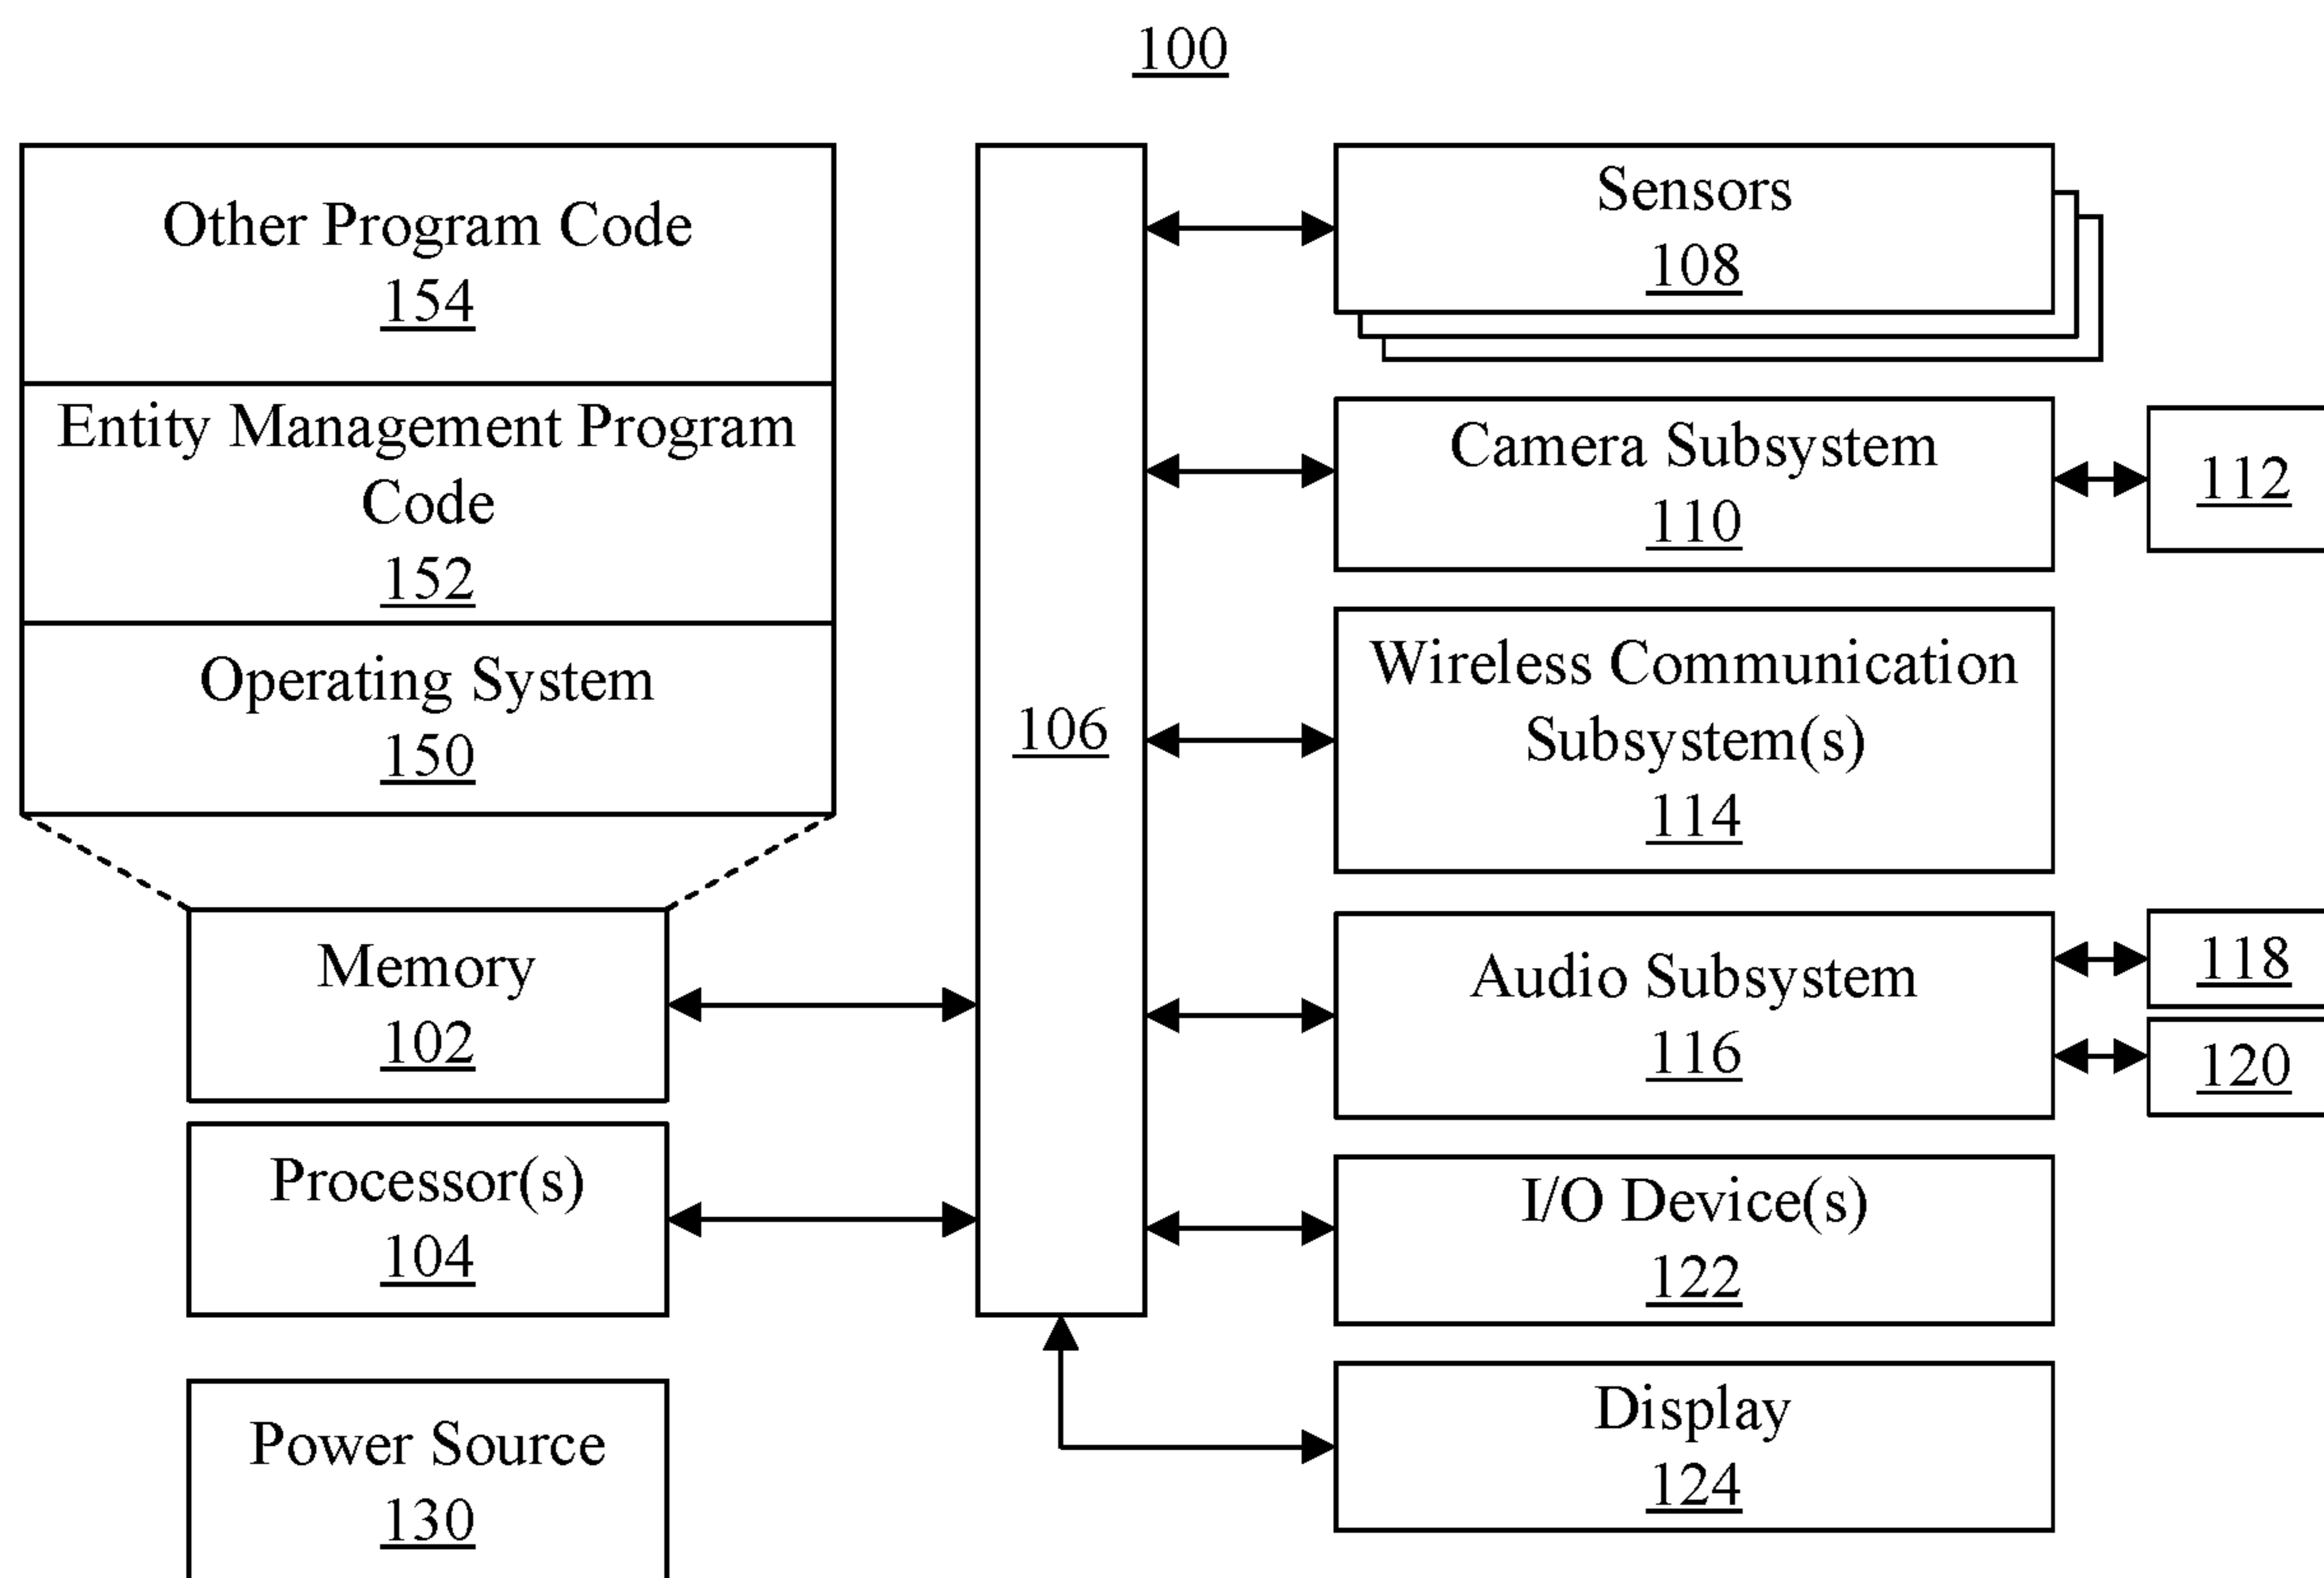 100
Other Program Code
154
Entity Management Program
Code
152
Operating System
150
Memory
102
Processor(s)
104
Power Source
130
106
Sensors
108
Camera Subsystem
110
112
Wireless Communication
Subsystem(s)
114
Audio Subsystem
116
118
120
I/O Device(s)
122
Display
124